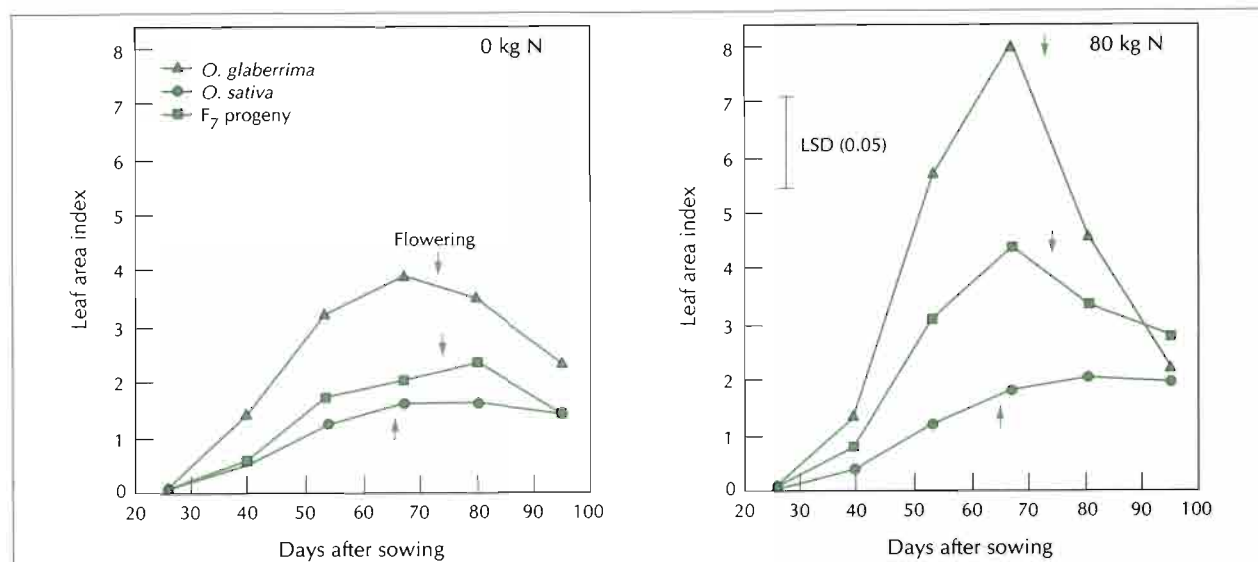 0 kg N
O. glaberrima
O. sativa
F7 progeny
Flowering
Leaf area index
8
7
6
5
4
3
2
1
0
20 30 40 50 60 70 80 90 100
Days after sowing
80 kg N
LSD (0.05)
Leaf area index
8
7
6
5
4
3
2
1
0
20 30 40 50 60 70 80 90 100
Days after sowing